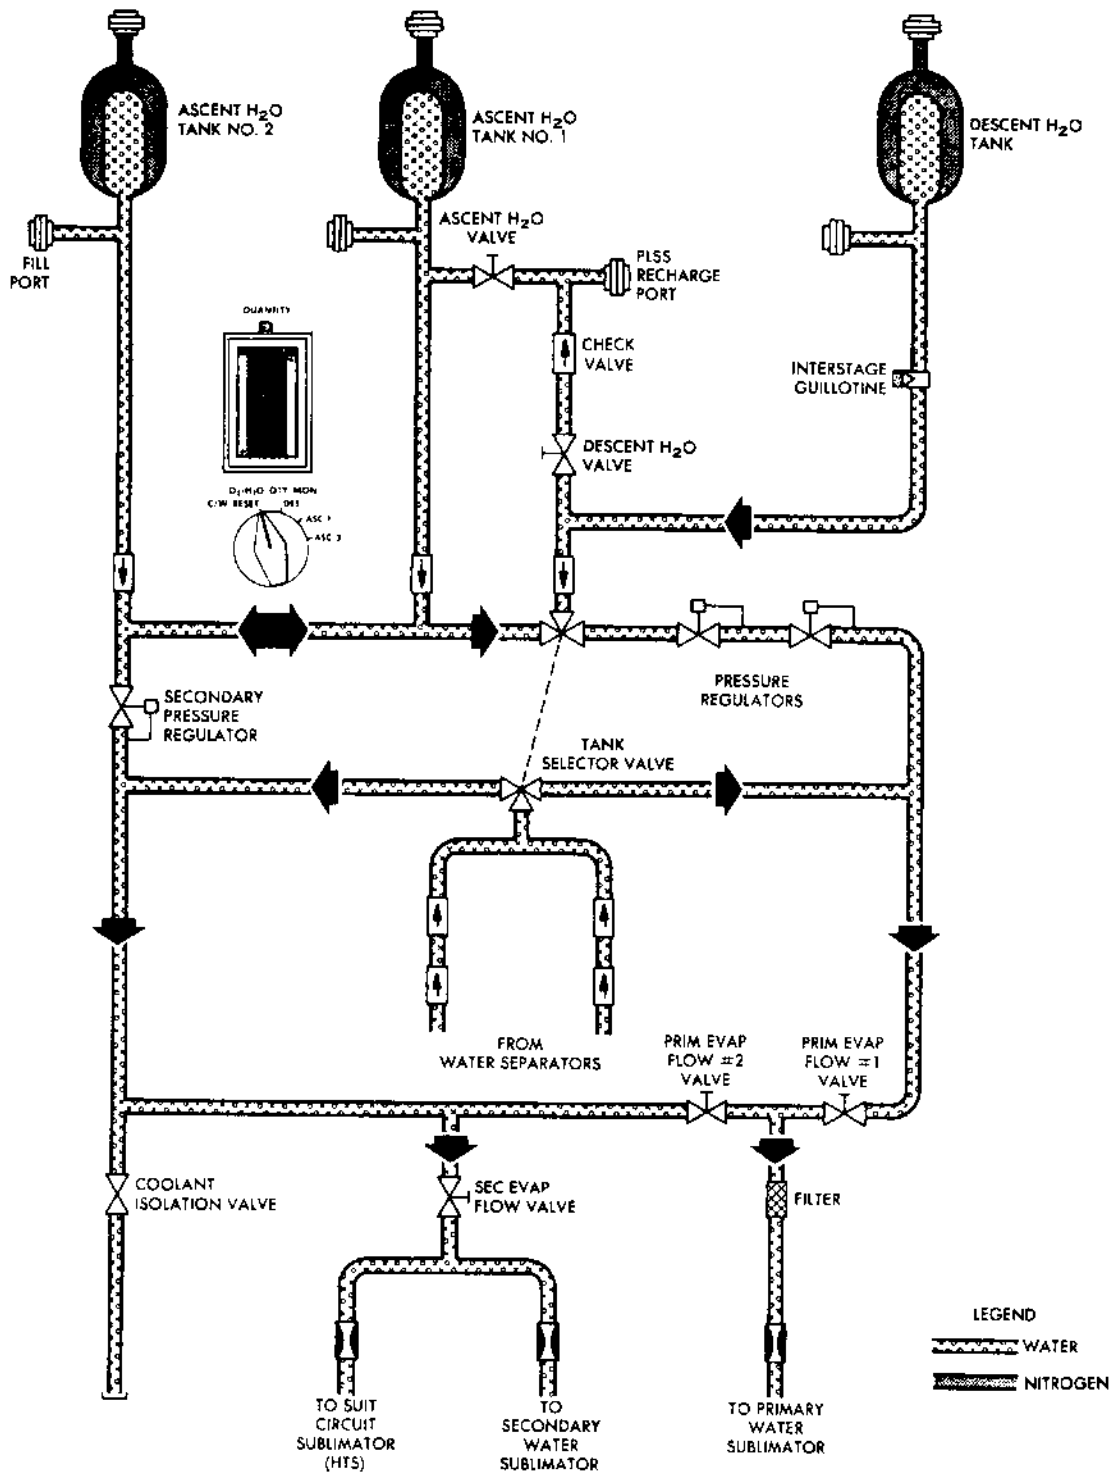 ASCENT H2O
TANK NO. 2
ASCENT H2O
TANK NO. 1
DESCENT H2O
TANK
FILL
PORT
ASCENT H2O
VALVE
PLSS
RECHARGE
PORT
QUANTITY
CHECK
VALVE
INTERSTAGE
GUILLOTINE
DESCENT H2O
VALVE
O2-H2O QTY MON
C/W RESET
DES
ASC 1
ASC 2
SECONDARY
PRESSURE
REGULATOR
PRESSURE
REGULATORS
TANK
SELECTOR VALVE
FROM
WATER SEPARATORS
PRIM EVAP
FLOW #2
VALVE
PRIM EVAP
FLOW #1
VALVE
COOLANT
ISOLATION VALVE
SEC EVAP
FLOW VALVE
FILTER
LEGEND
WATER
NITROGEN
TO SUIT
CIRCUIT
SUBLIMATOR
(HTS)
TO
SECONDARY
WATER
SUBLIMATOR
TO PRIMARY
WATER
SUBLIMATOR